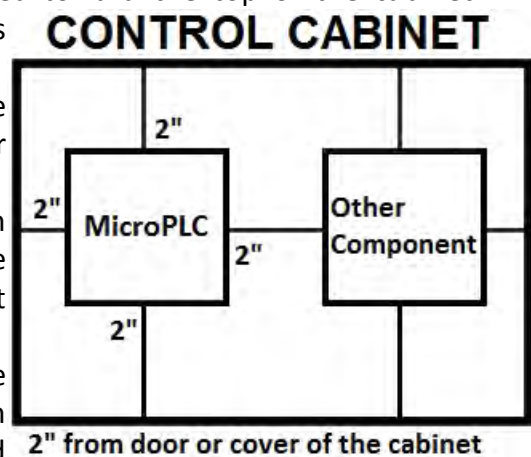 CONTROL CABINET
2"
2"
MicroPLC
2"
Other
Component
2"
2" from door or cover of the cabinet